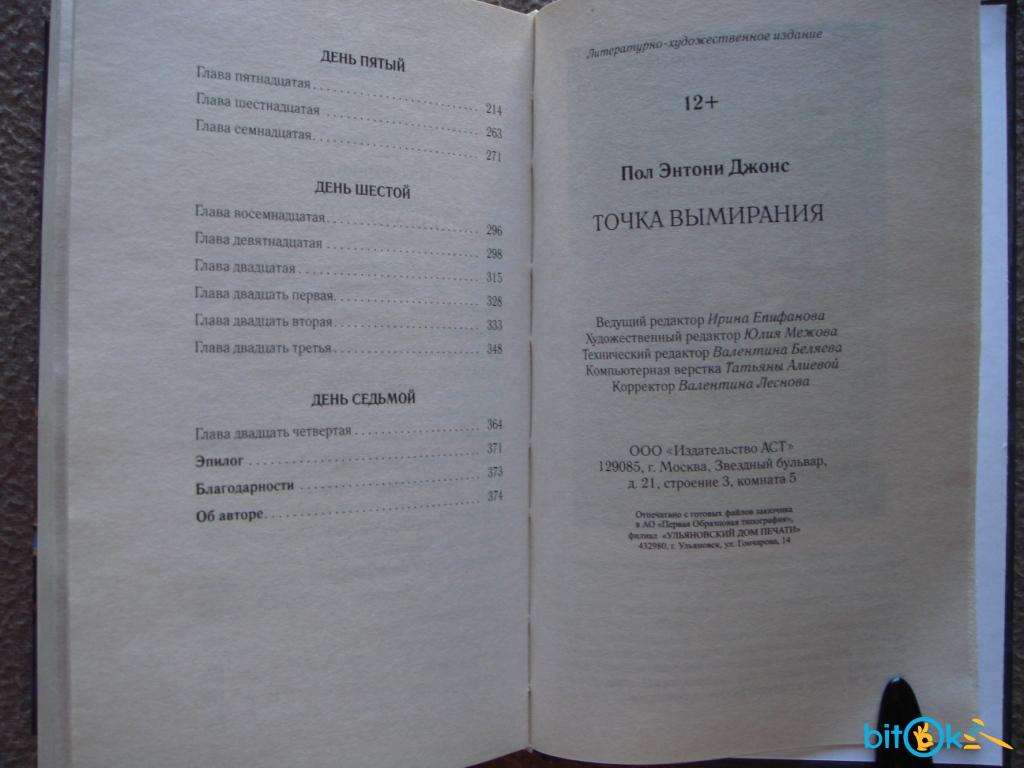 ДЕНЬ ПЯТЫЙ
Глава пятнадцатая 214
Глава шестнадцатая 263
Глава семнадцатая 271
ДЕНЬ ШЕСТОЙ
Глава восемнадцатая 296
Глава девятнадцатая 298
Глава двадцатая 315
Глава двадцать первая 328
Глава двадцать вторая 333
Глава двадцать третья 348
ДЕНЬ СЕДЬМОЙ
Глава двадцать четвертая 364
Эпилог 371
Благодарности 373
Об авторе 374
Литературно-художественное издание
12+
Пол Энтони Джонс
ТОЧКА ВЫМИРАНИЯ
Ведущий редактор Ирина Епифанова
Художественный редактор Юлия Межова
Технический редактор Валентина Беляева
Компьютерная верстка Татьяны Алиевой
Корректор Валентина Леснова
ООО «Издательство АСТ»
129085, г. Москва, Звездный бульвар,
д. 21, строение 3, комната 5
Отпечатано с готовых файлов заказчика
в АО «Первая Образцовая типография»,
филиал «УЛЬЯНОВСКИЙ ДОМ ПЕЧАТИ»
432980, г. Ульяновск, ул. Гончарова, 14
bitOk